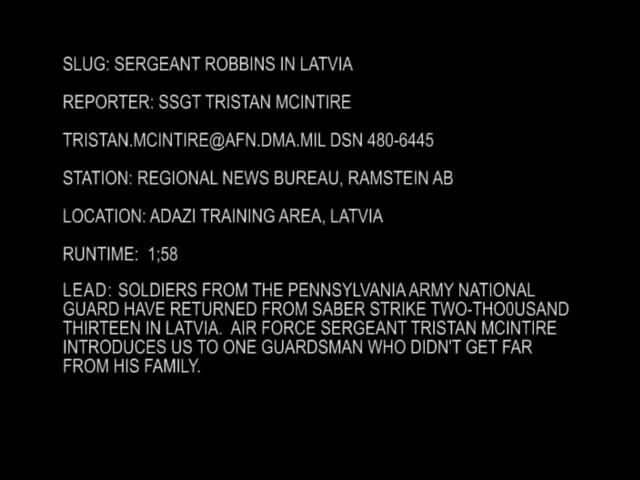 SLUG: SERGEANT ROBBINS IN LATVIA
REPORTER: SSGT TRISTAN MCINTIRE
TRISTAN.MCINTIRE@AFN.DMA.MIL DSN 480-6445
STATION: REGIONAL NEWS BUREAU, RAMSTEIN AB
LOCATION: ADAZI TRAINING AREA, LATVIA
RUNTIME: 1;58
LEAD: SOLDIERS FROM THE PENNSYLVANIA ARMY NATIONAL
GUARD HAVE RETURNED FROM SABER STRIKE TWO-THO0USAND
THIRTEEN IN LATVIA. AIR FORCE SERGEANT TRISTAN MCINTIRE
INTRODUCES US TO ONE GUARDSMAN WHO DIDN'T GET FAR
FROM HIS FAMILY.